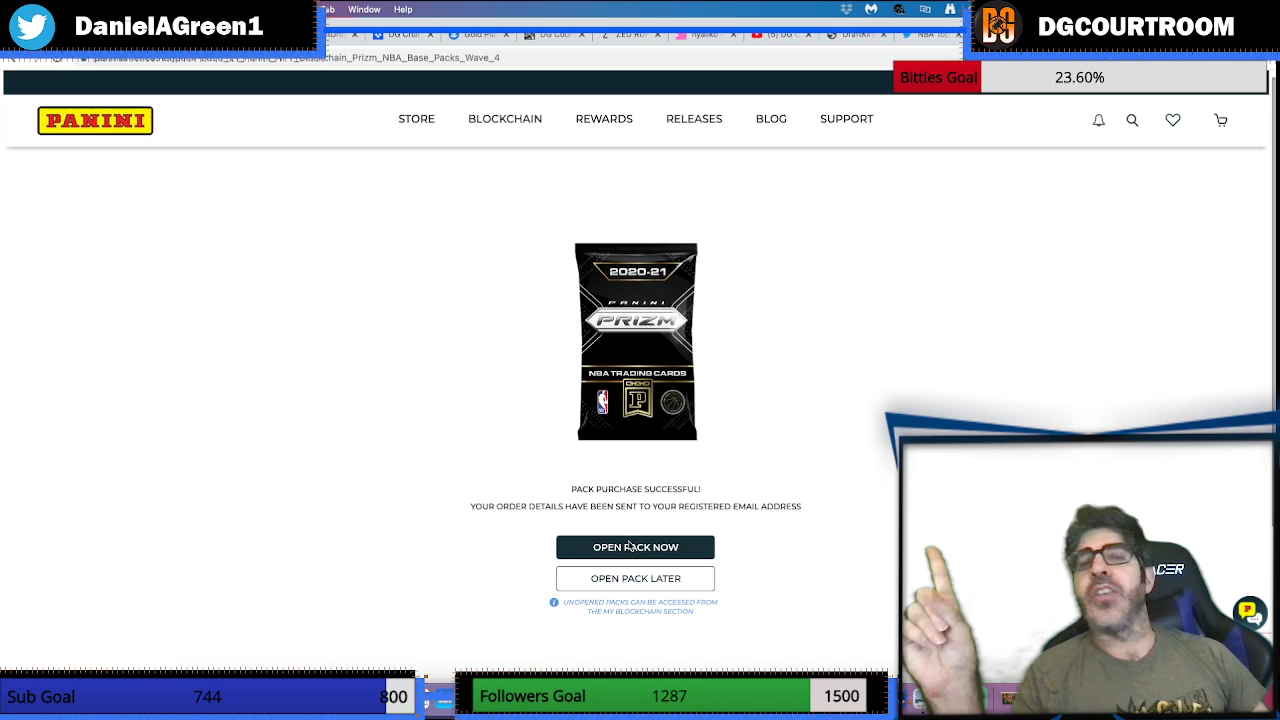 DanielAGreen1
Window Help
DGCOURTROOM
Bitties Goal 23.60%
chain_Prizm_NBA_Base_Packs_Wave_4
PANINI
STORE BLOCKCHAIN REWARDS RELEASES BLOG SUPPORT
2020-21
PANINI
PRIZM
NBA TRADING CARDS
PACK PURCHASE SUCCESSFUL!
YOUR ORDER DETAILS HAVE BEEN SENT TO YOUR REGISTERED EMAIL ADDRESS
OPEN PACK NOW
OPEN PACK LATER
UNOPENED PACKS CAN BE ACCESSED FROM
THE MY BLOCKCHAIN SECTION
ACER
Sub Goal 744 800
Followers Goal 1287 1500